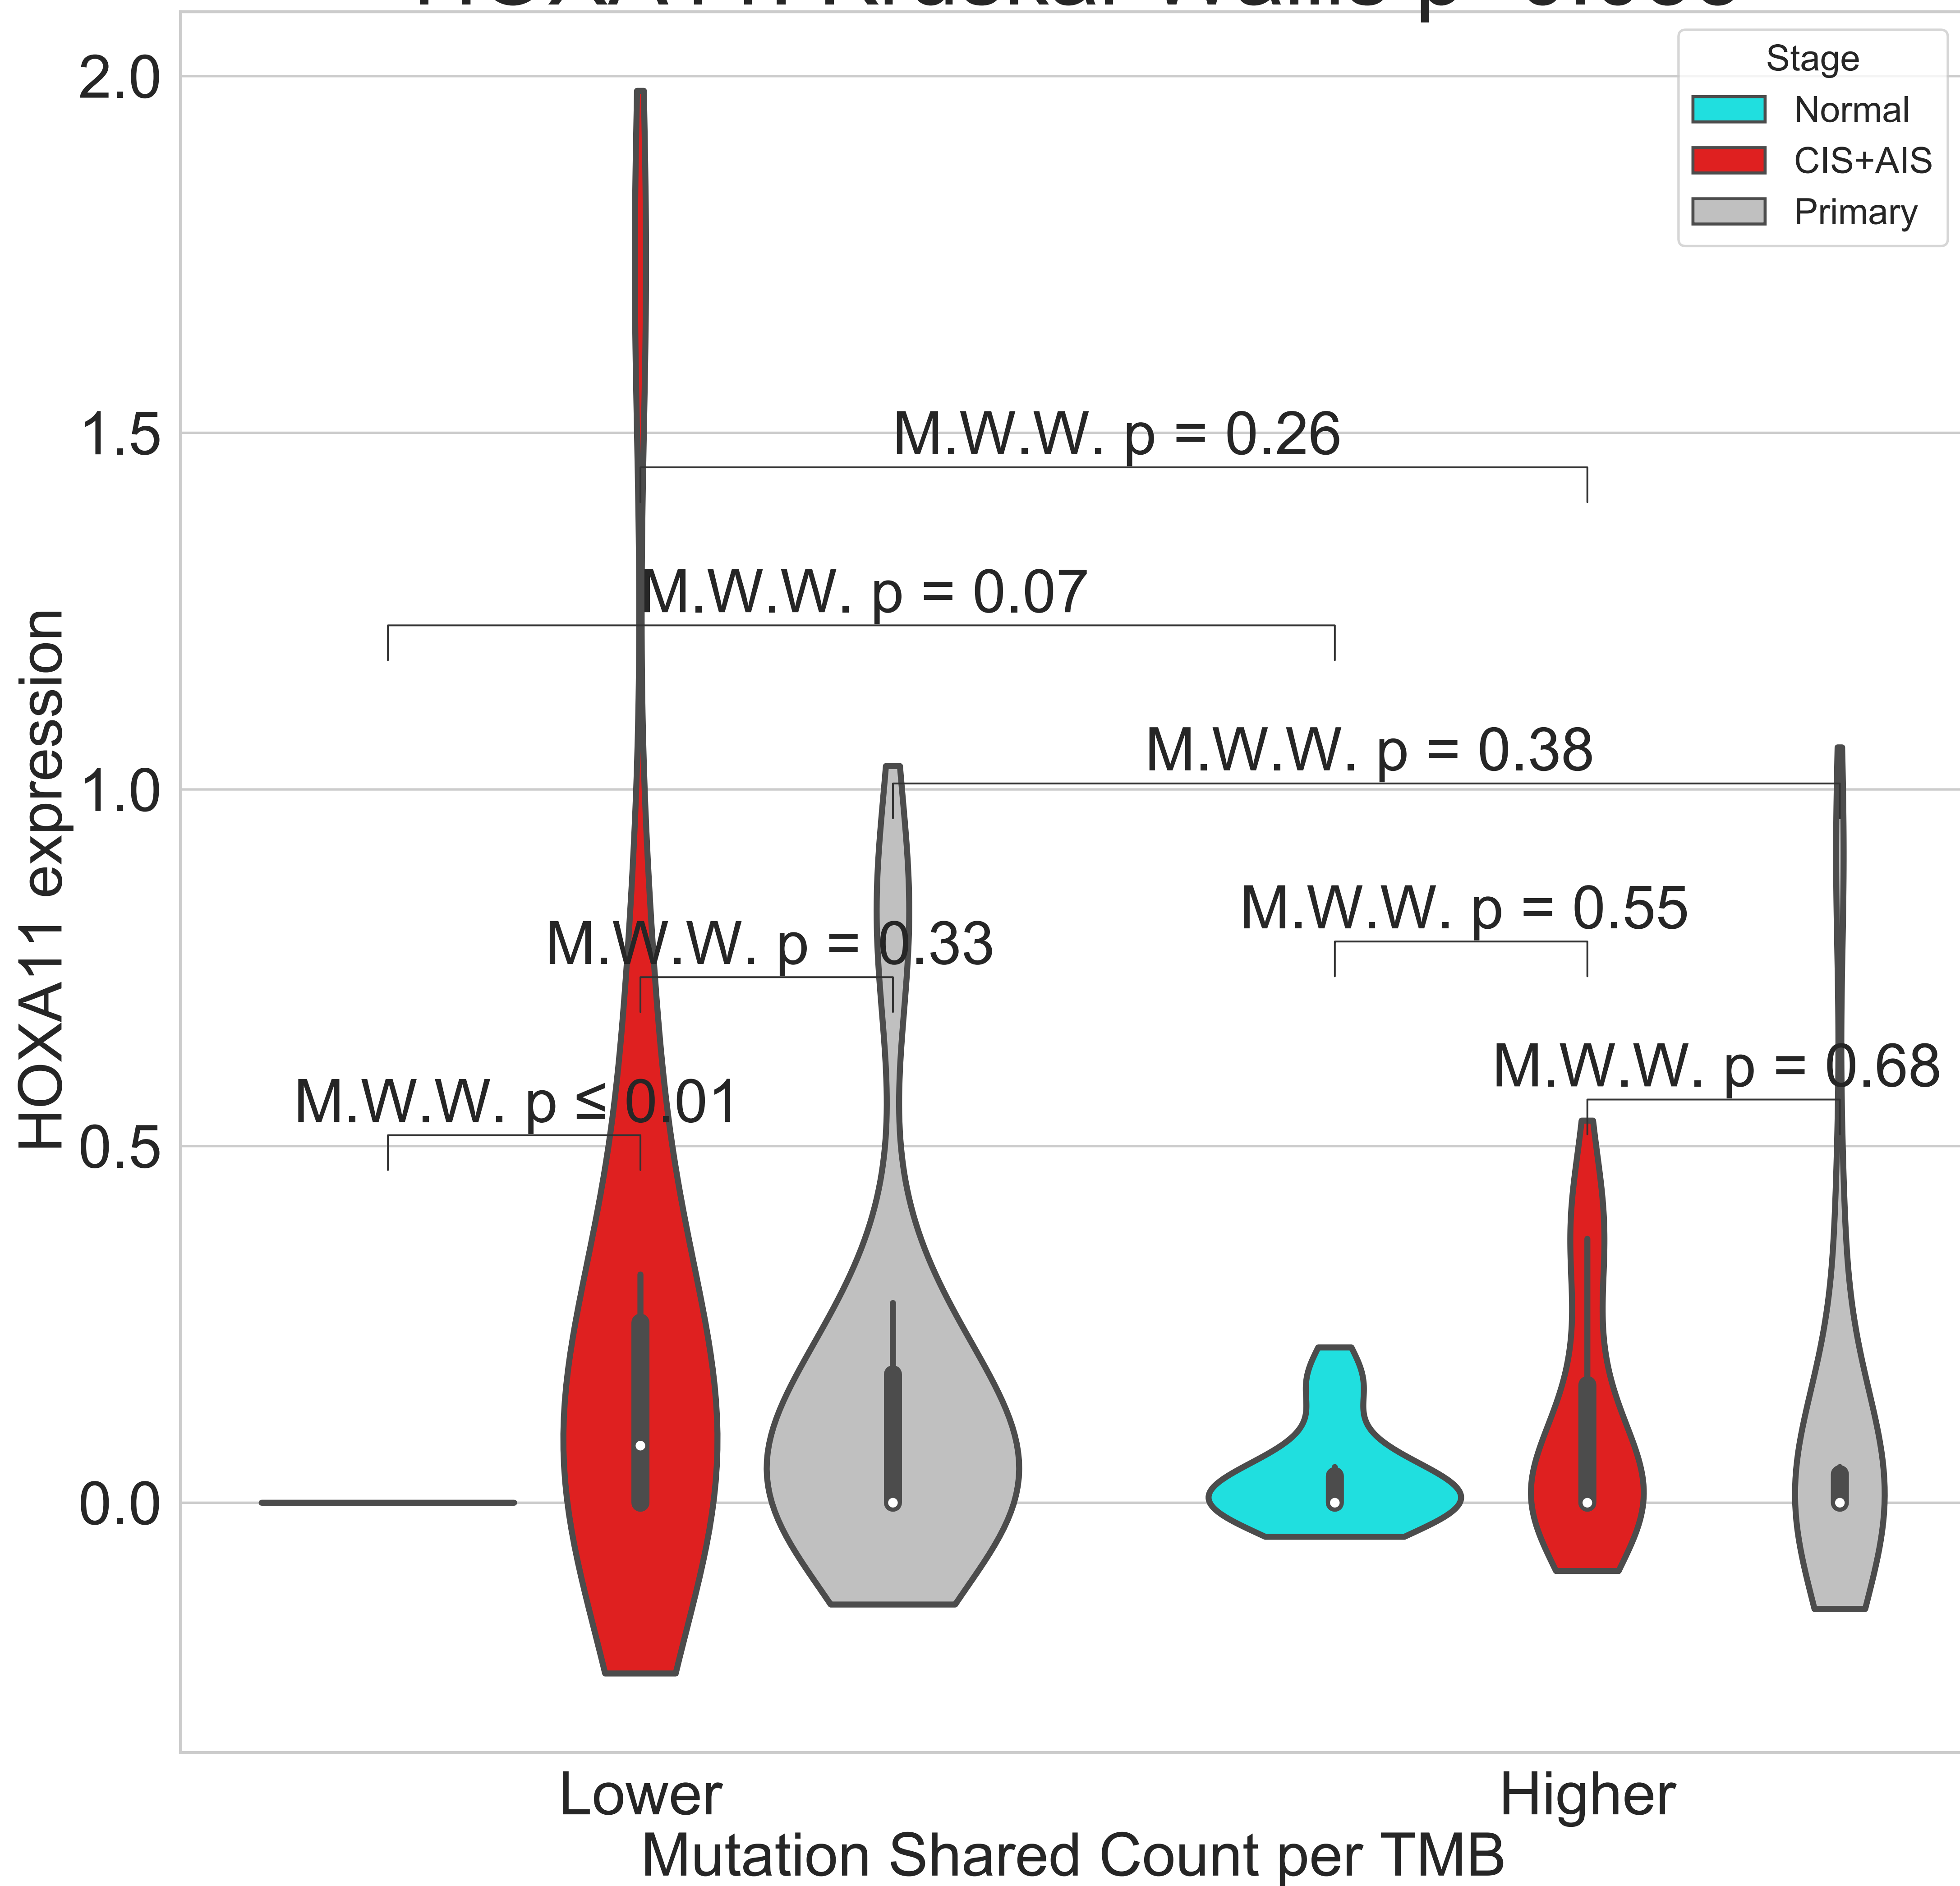 2.0
1.5
1.0
0.5
0.0
HOXA11 expression
Stage
Normal
CIS+AIS
Primary
M.W.W. p = 0.26
M.W.W. p = 0.07
M.W.W. p = 0.38
M.W.W. p = 0.55
M.W.W. p = 0.33
M.W.W. p = 0.68
M.W.W. p ≤ 0.01
Lower
Higher
Mutation Shared Count per TMB